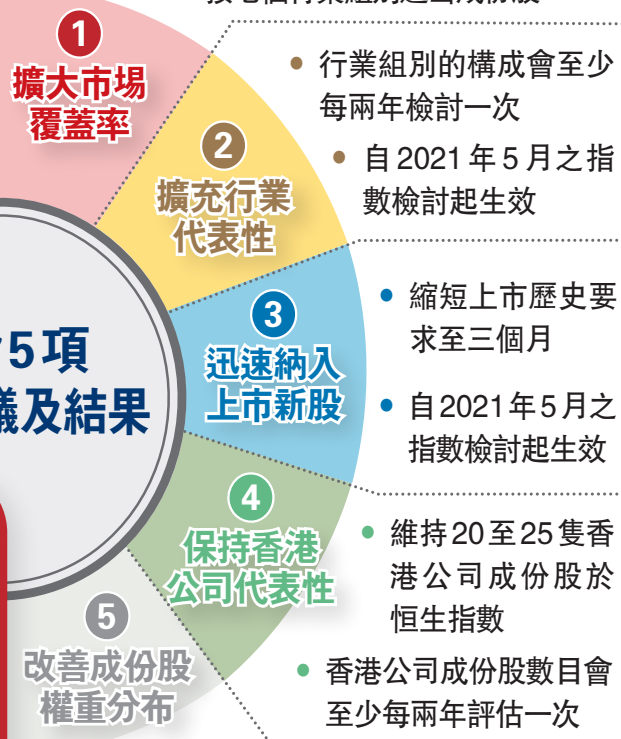 1
擴大市場
覆蓋率
行業組別的構成會至少
每兩年檢討一次
2
擴充行業
代表性
自2021年5月之指
數檢討起生效
3
迅速納入
上市新股
縮短上市歷史要
求至三個月
自2021年5月之
指數檢討起生效
5項
議及結果
4
保持香港
公司代表性
維持20至25隻香
港公司成份股於
恒生指數
5
改善成份股
權重分布
香港公司成份股數目會
至少每兩年評估一次